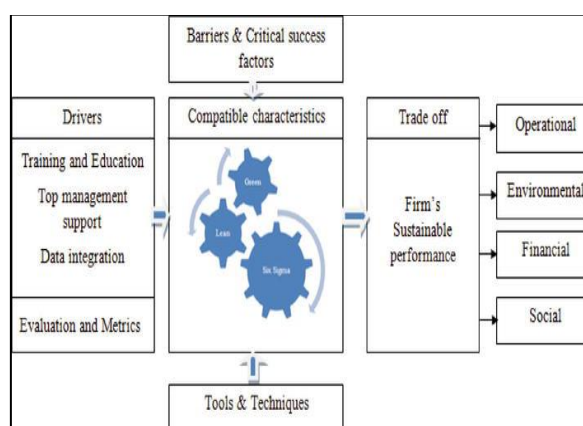 Barriers & Critical success
factors
Drivers
Training and Education
Top management
support
Data integration
Evaluation and Metrics
Compatible characteristics
Green
Lean
Six Sigma
Tools & Techniques
Trade off
Firm's
Sustainable
performance
Operational
Environmental
Financial
Social